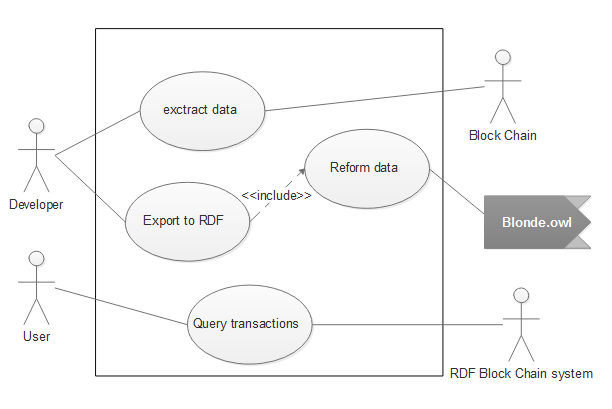 exctract data
Block Chain
Developer
Reform data
<<include>>
Export to RDF
Blonde.owl
User
Query transactions
RDF Block Chain system